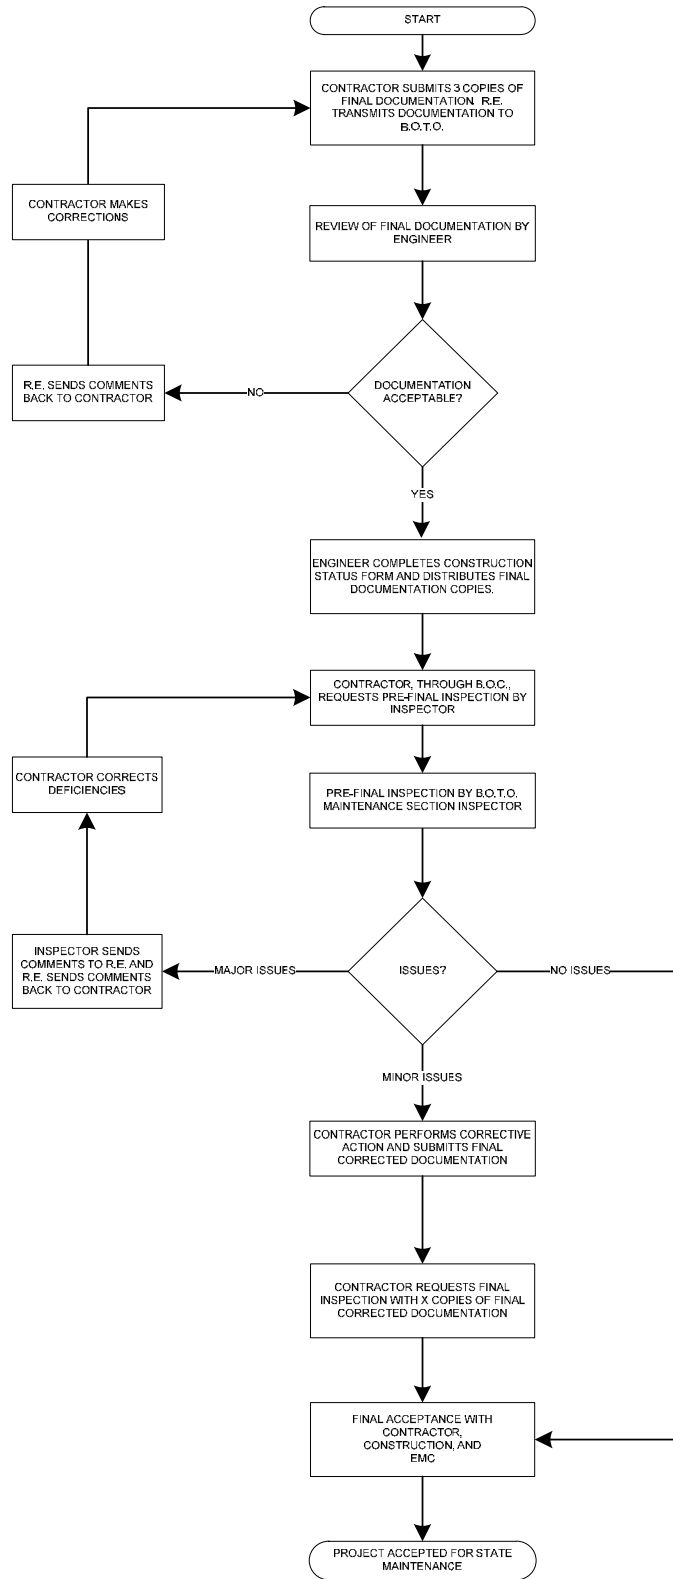 START
CONTRACTOR SUBMITS 3 COPIES OF
FINAL DOCUMENTATION. R.E.
TRANSMITS DOCUMENTATION TO
B.O.T.O.
CONTRACTOR MAKES
CORRECTIONS
REVIEW OF FINAL DOCUMENTATION BY
ENGINEER
R.E. SENDS COMMENTS
BACK TO CONTRACTOR
NO
DOCUMENTATION
ACCEPTABLE?
YES
ENGINEER COMPLETES CONSTRUCTION
STATUS FORM AND DISTRIBUTES FINAL
DOCUMENTATION COPIES.
CONTRACTOR, THROUGH B.O.C.,
REQUESTS PRE-FINAL INSPECTION BY
INSPECTOR
CONTRACTOR CORRECTS
DEFICIENCIES
PRE-FINAL INSPECTION BY B.O.T.O.
MAINTENANCE SECTION INSPECTOR
INSPECTOR SENDS
COMMENTS TO R.E. AND
R.E. SENDS COMMENTS
BACK TO CONTRACTOR
MAJOR ISSUES
ISSUES?
NO ISSUES
MINOR ISSUES
CONTRACTOR PERFORMS CORRECTIVE
ACTION AND SUBMITTS FINAL
CORRECTED DOCUMENTATION
CONTRACTOR REQUESTS FINAL
INSPECTION WITH X COPIES OF FINAL
CORRECTED DOCUMENTATION
FINAL ACCEPTANCE WITH
CONTRACTOR,
CONSTRUCTION, AND
EMC
PROJECT ACCEPTED FOR STATE
MAINTENANCE